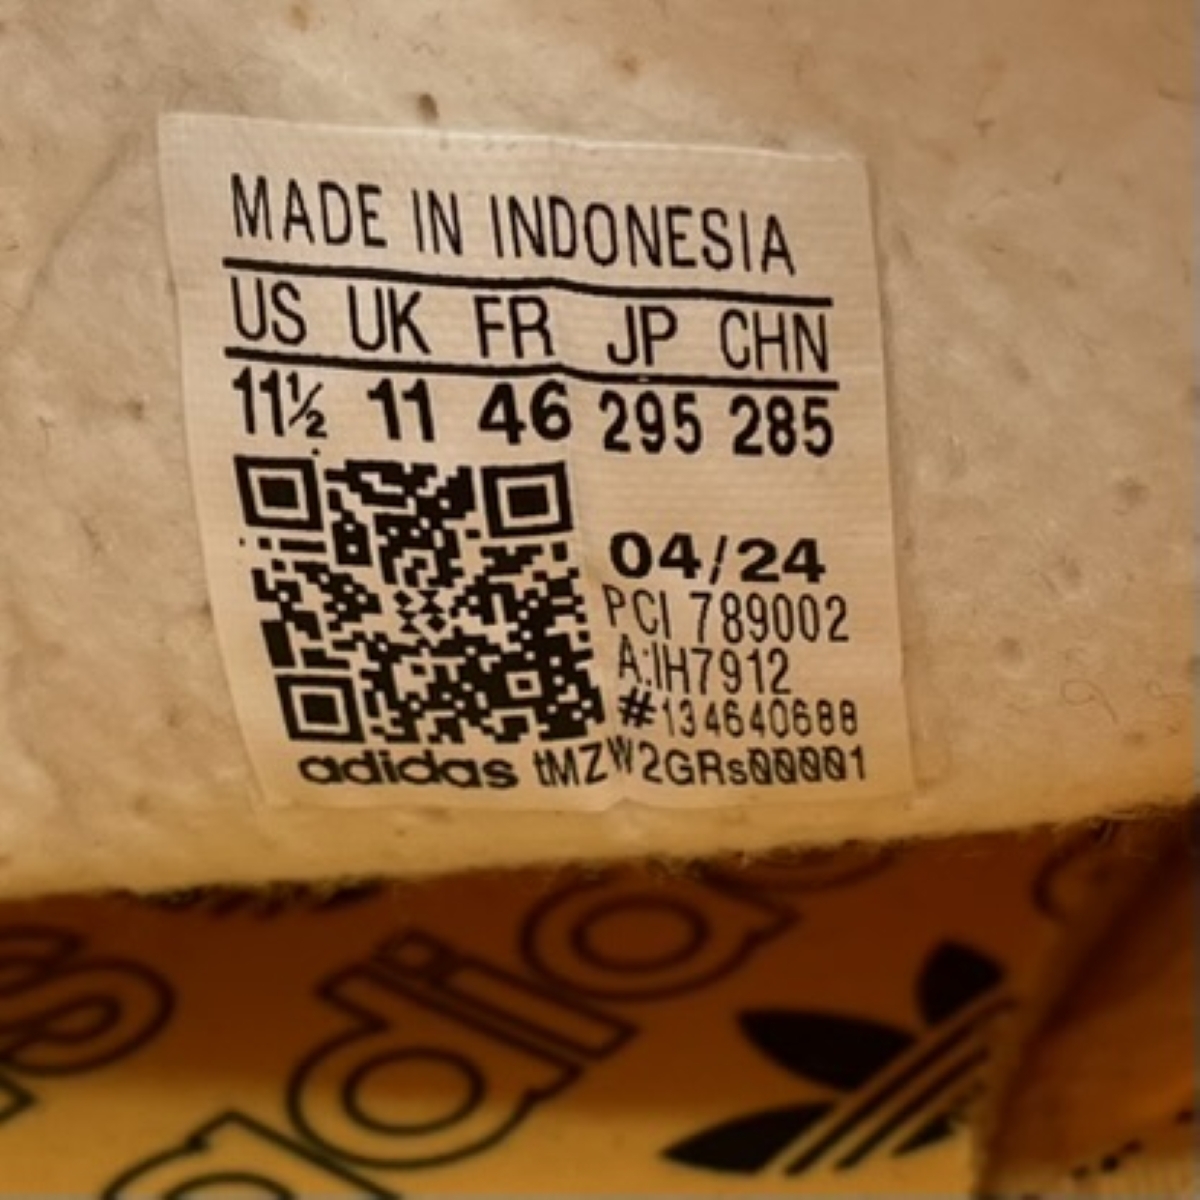 MADE IN INDONESIA
US UK FR JP CHN
11½ 11 46 295 285
04/24
PCI 789002
A:IH7912
#134640688
adidas tMZW2GRs00001
adidas